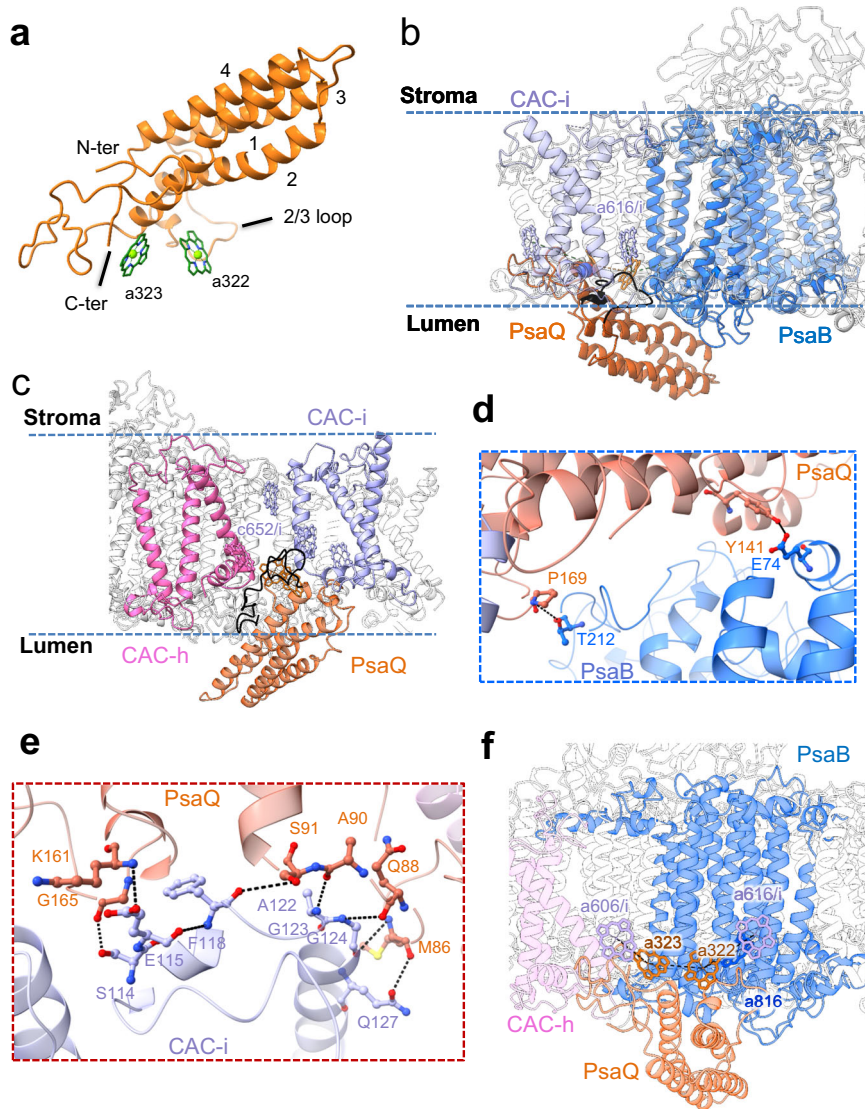 a
4
3
N-ter
1
2
2/3 loop
C-ter
a323
a322
b
Stroma
CAC-i
a616/i
Lumen
PsaQ
PsaB
c
Stroma
CAC-i
c652/i
Lumen
CAC-h
PsaQ
d
PsaQ
Y141
E74
P169
T212
PsaB
e
PsaQ
S91
A90
K161
Q88
G165
A122
G123
F118
G124
E115
M86
S114
Q127
CAC-i
f
PsaB
a616/i
a606/i
a323
a322
a816
CAC-h
PsaQ